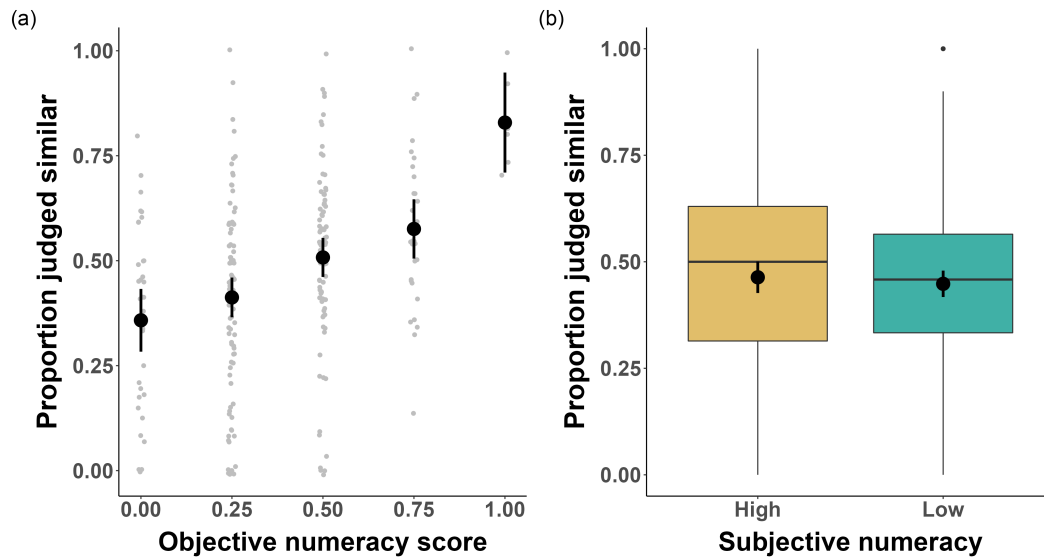 (a)
Proportion judged similar
1.00
0.75
0.50
0.25
0.00
0.00 0.25 0.50 0.75 1.00
Objective numeracy score
(b)
Proportion judged similar
1.00
0.75
0.50
0.25
0.00
High Low
Subjective numeracy